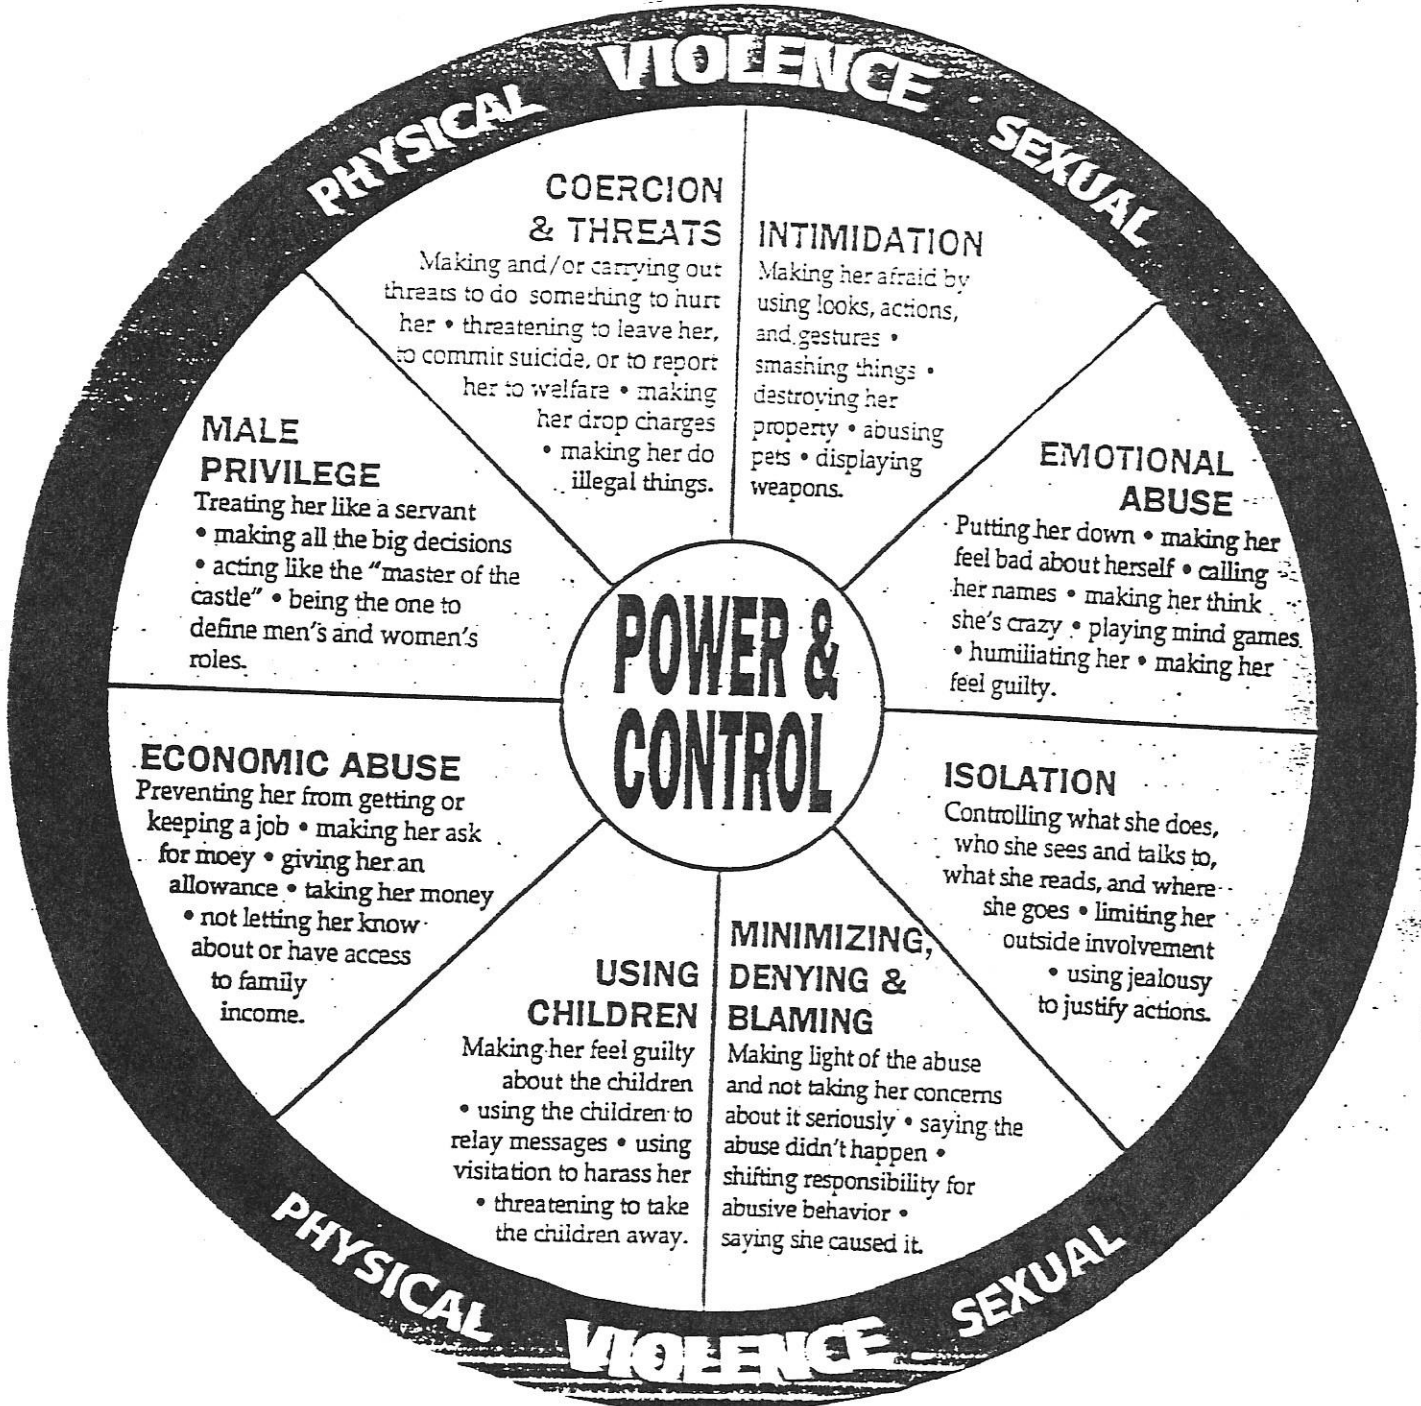 PHYSICAL VIOLENCE SEXUAL
COERCION
& THREATS
Making and/or carrying out
threats to do something to hurt
her • threatening to leave her,
to commit suicide, or to report
her to welfare • making
her drop charges
• making her do
illegal things.
INTIMIDATION
Making her afraid by
using looks, actions,
and gestures •
smashing things •
destroying her
property • abusing
pets • displaying
weapons.
EMOTIONAL
ABUSE
Putting her down • making her
feel bad about herself • calling
her names • making her think
she's crazy • playing mind games
• humiliating her • making her
feel guilty.
ISOLATION
Controlling what she does,
who she sees and talks to,
what she reads, and where
she goes • limiting her
outside involvement
• using jealousy
to justify actions.
MINIMIZING,
DENYING &
BLAMING
Making light of the abuse
and not taking her concerns
about it seriously • saying the
abuse didn't happen •
shifting responsibility for
abusive behavior •
saying she caused it.
USING
CHILDREN
Making her feel guilty
about the children
• using the children to
relay messages • using
visitation to harass her
• threatening to take
the children away.
ECONOMIC ABUSE
Preventing her from getting or
keeping a job • making her ask
for moey • giving her an
allowance • taking her money
• not letting her know
about or have access
to family
income.
MALE
PRIVILEGE
Treating her like a servant
• making all the big decisions
• acting like the "master of the
castle" • being the one to
define men's and women's
roles.
POWER &
CONTROL
PHYSICAL VIOLENCE SEXUAL